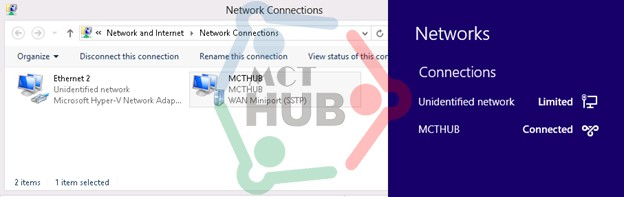 Network Connections
« Network and Internet ▸ Network Connections
Organize ▾ Disconnect this connection Rename this connection View status of this con
Ethernet 2
Unidentified network
Microsoft Hyper-V Network Adap...
MCTHUB
MCTHUB
WAN Miniport (SSTP)
MCT
HUB
2 items 1 item selected
Networks
Connections
Unidentified network Limited
MCTHUB Connected